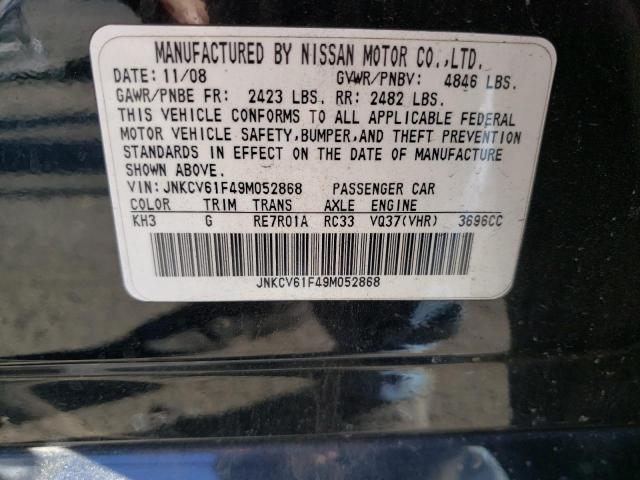 MANUFACTURED BY NISSAN MOTOR CO.,LTD.
DATE: 11/08 GVWR/PNBV: 4846 LBS.
GAWR/PNBE FR: 2423 LBS. RR: 2482 LBS.
THIS VEHICLE CONFORMS TO ALL APPLICABLE FEDERAL
MOTOR VEHICLE SAFETY,BUMPER,AND THEFT PREVENTION
STANDARDS IN EFFECT ON THE DATE OF MANUFACTURE
SHOWN ABOVE.
VIN:JNKCV61F49M052868 PASSENGER CAR
COLOR TRIM TRANS AXLE ENGINE
KH3 G RE7R01A RC33 VQ37(VHR) 3696CC
JNKCV61F49M052868